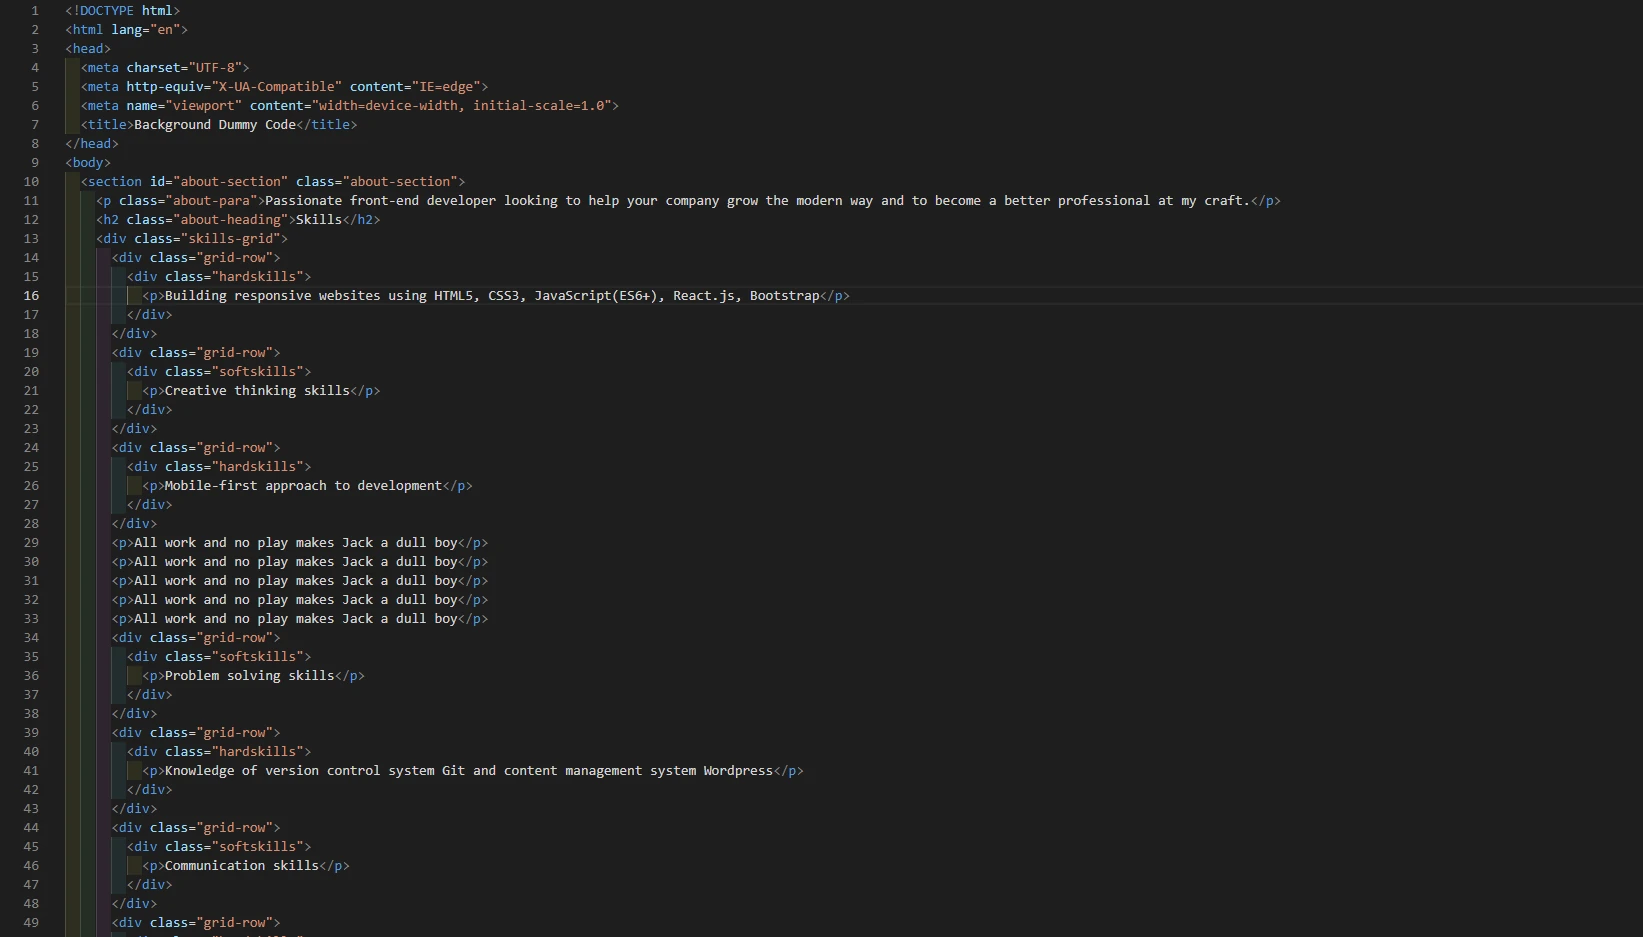 1 <!DOCTYPE html>
2 <html lang="en">
3 <head>
4 <meta charset="UTF-8">
5 <meta http-equiv="X-UA-Compatible" content="IE=edge">
6 <meta name="viewport" content="width=device-width, initial-scale=1.0">
7 <title>Background Dummy Code</title>
8 </head>
9 <body>
10 <section id="about-section" class="about-section">
11 <p class="about-para">Passionate front-end developer looking to help your company grow the modern way and to become a better professional at my craft.</p>
12 <h2 class="about-heading">Skills</h2>
13 <div class="skills-grid">
14 <div class="grid-row">
15 <div class="hardskills">
16 <p>Building responsive websites using HTML5, CSS3, JavaScript(ES6+), React.js, Bootstrap</p>
17 </div>
18 </div>
19 <div class="grid-row">
20 <div class="softskills">
21 <p>Creative thinking skills</p>
22 </div>
23 </div>
24 <div class="grid-row">
25 <div class="hardskills">
26 <p>Mobile-first approach to development</p>
27 </div>
28 </div>
29 <p>All work and no play makes Jack a dull boy</p>
30 <p>All work and no play makes Jack a dull boy</p>
31 <p>All work and no play makes Jack a dull boy</p>
32 <p>All work and no play makes Jack a dull boy</p>
33 <p>All work and no play makes Jack a dull boy</p>
34 <div class="grid-row">
35 <div class="softskills">
36 <p>Problem solving skills</p>
37 </div>
38 </div>
39 <div class="grid-row">
40 <div class="hardskills">
41 <p>Knowledge of version control system Git and content management system Wordpress</p>
42 </div>
43 </div>
44 <div class="grid-row">
45 <div class="softskills">
46 <p>Communication skills</p>
47 </div>
48 </div>
49 <div class="grid-row">